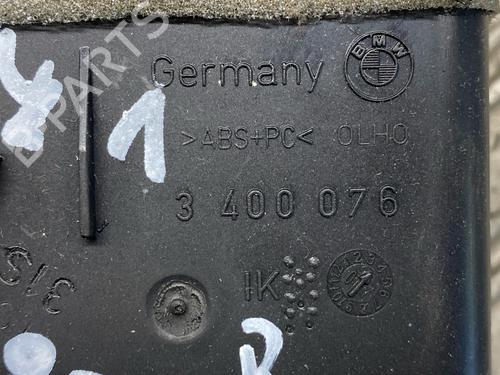 B-PARTS
Germany BMW
1
>ABS+PC< OLHO
3 400 076
IK